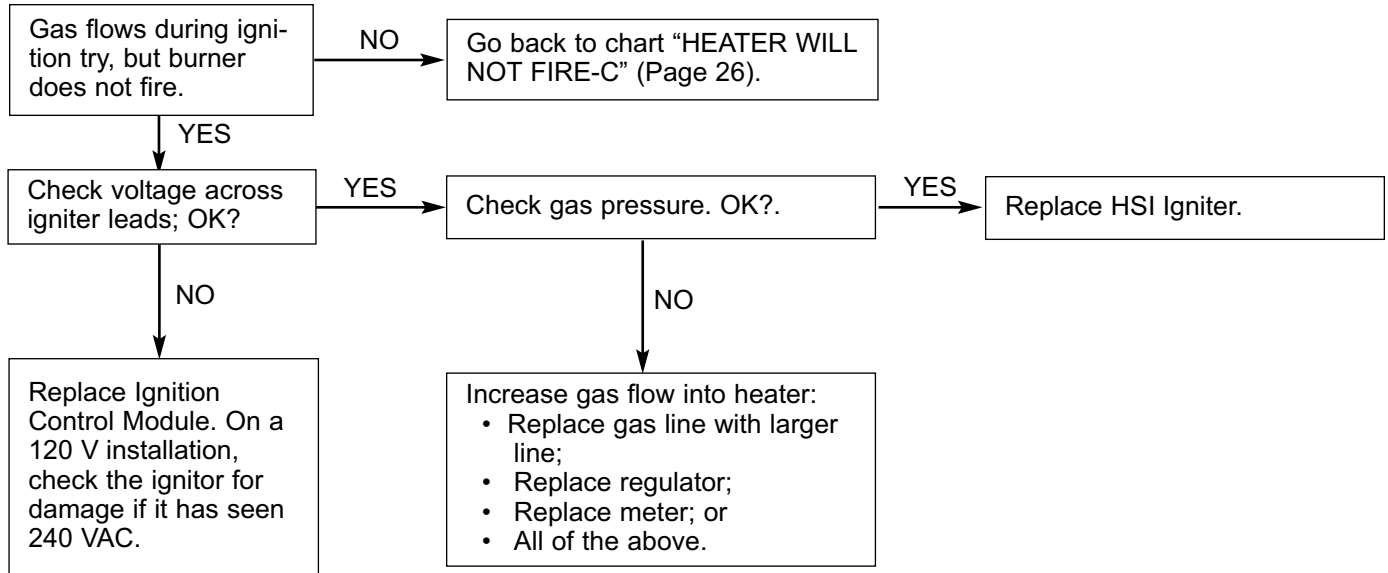 Gas flows during igni-
tion try, but burner
does not fire.
NO
Go back to chart “HEATER WILL
NOT FIRE-C” (Page 26).
YES
Check voltage across
igniter leads; OK?
YES
Check gas pressure. OK?.
YES
Replace HSI Igniter.
NO
NO
Replace Ignition
Control Module. On a
120 V installation,
check the ignitor for
damage if it has seen
240 VAC.
Increase gas flow into heater:
• Replace gas line with larger
line;
• Replace regulator;
• Replace meter; or
• All of the above.